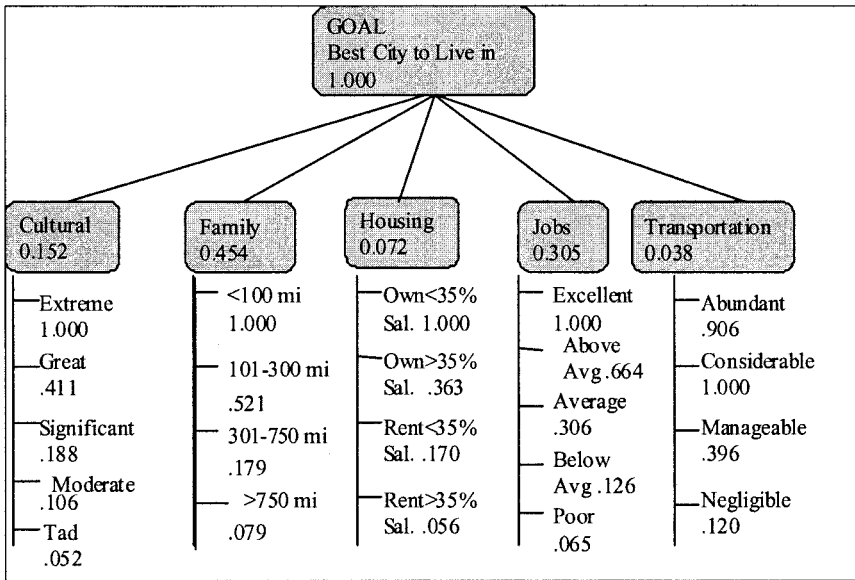 GOAL
Best City to Live in
1.000
Cultural
0.152
Family
0.454
Housing
0.072
Jobs
0.305
Transportation
0.038
Extreme
1.000
Great
.411
Significant
.188
Moderate
.106
Tad
.052
<100 mi
1.000
101-300 mi
.521
301-750 mi
.179
>750 mi
.079
Own<35%
Sal. 1.000
Own>35%
Sal. .363
Rent<35%
Sal. .170
Rent>35%
Sal. .056
Excellent
1.000
Above
Avg .664
Average
.306
Below
Avg .126
Poor
.065
Abundant
.906
Considerable
1.000
Manageable
.396
Negligible
.120